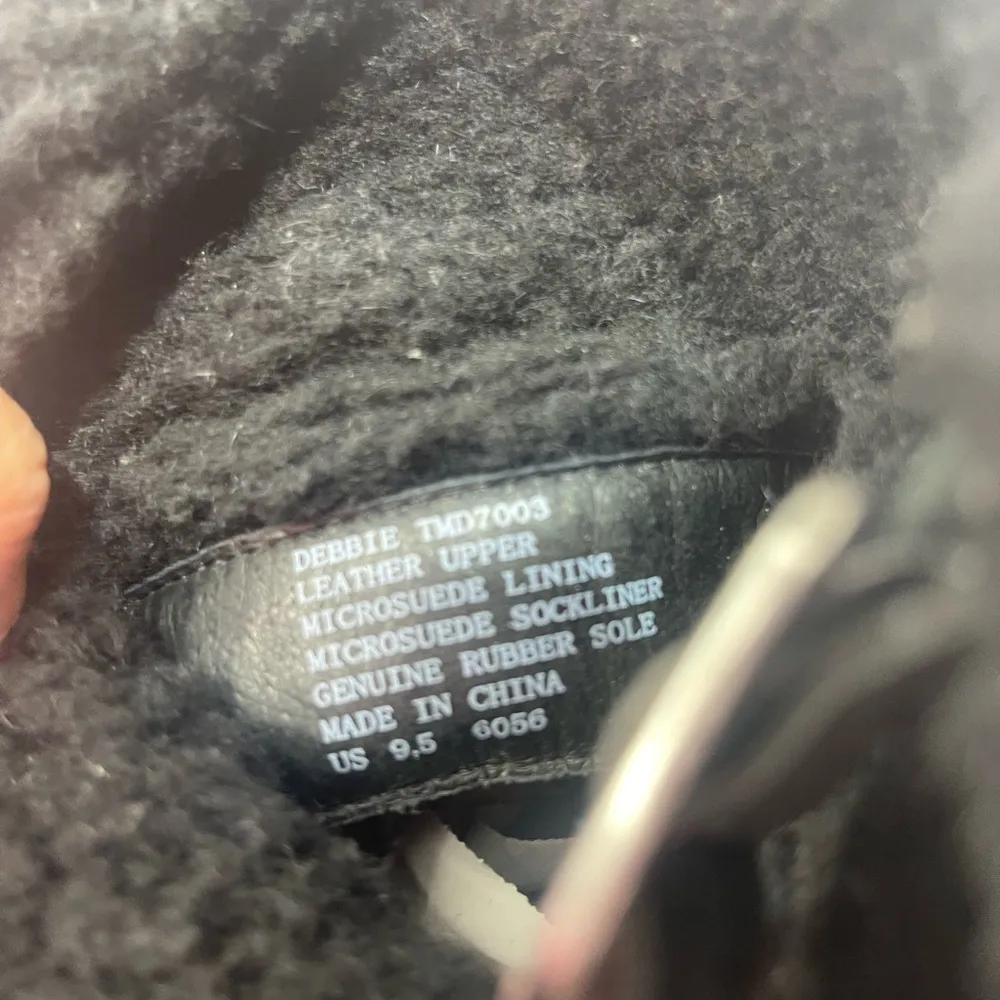 DEBBIE TMD7003
LEATHER UPPER
MICROSUEDE LINING
MICROSUEDE SOCKLINER
GENUINE RUBBER SOLE
MADE IN CHINA
US 9.5 6056